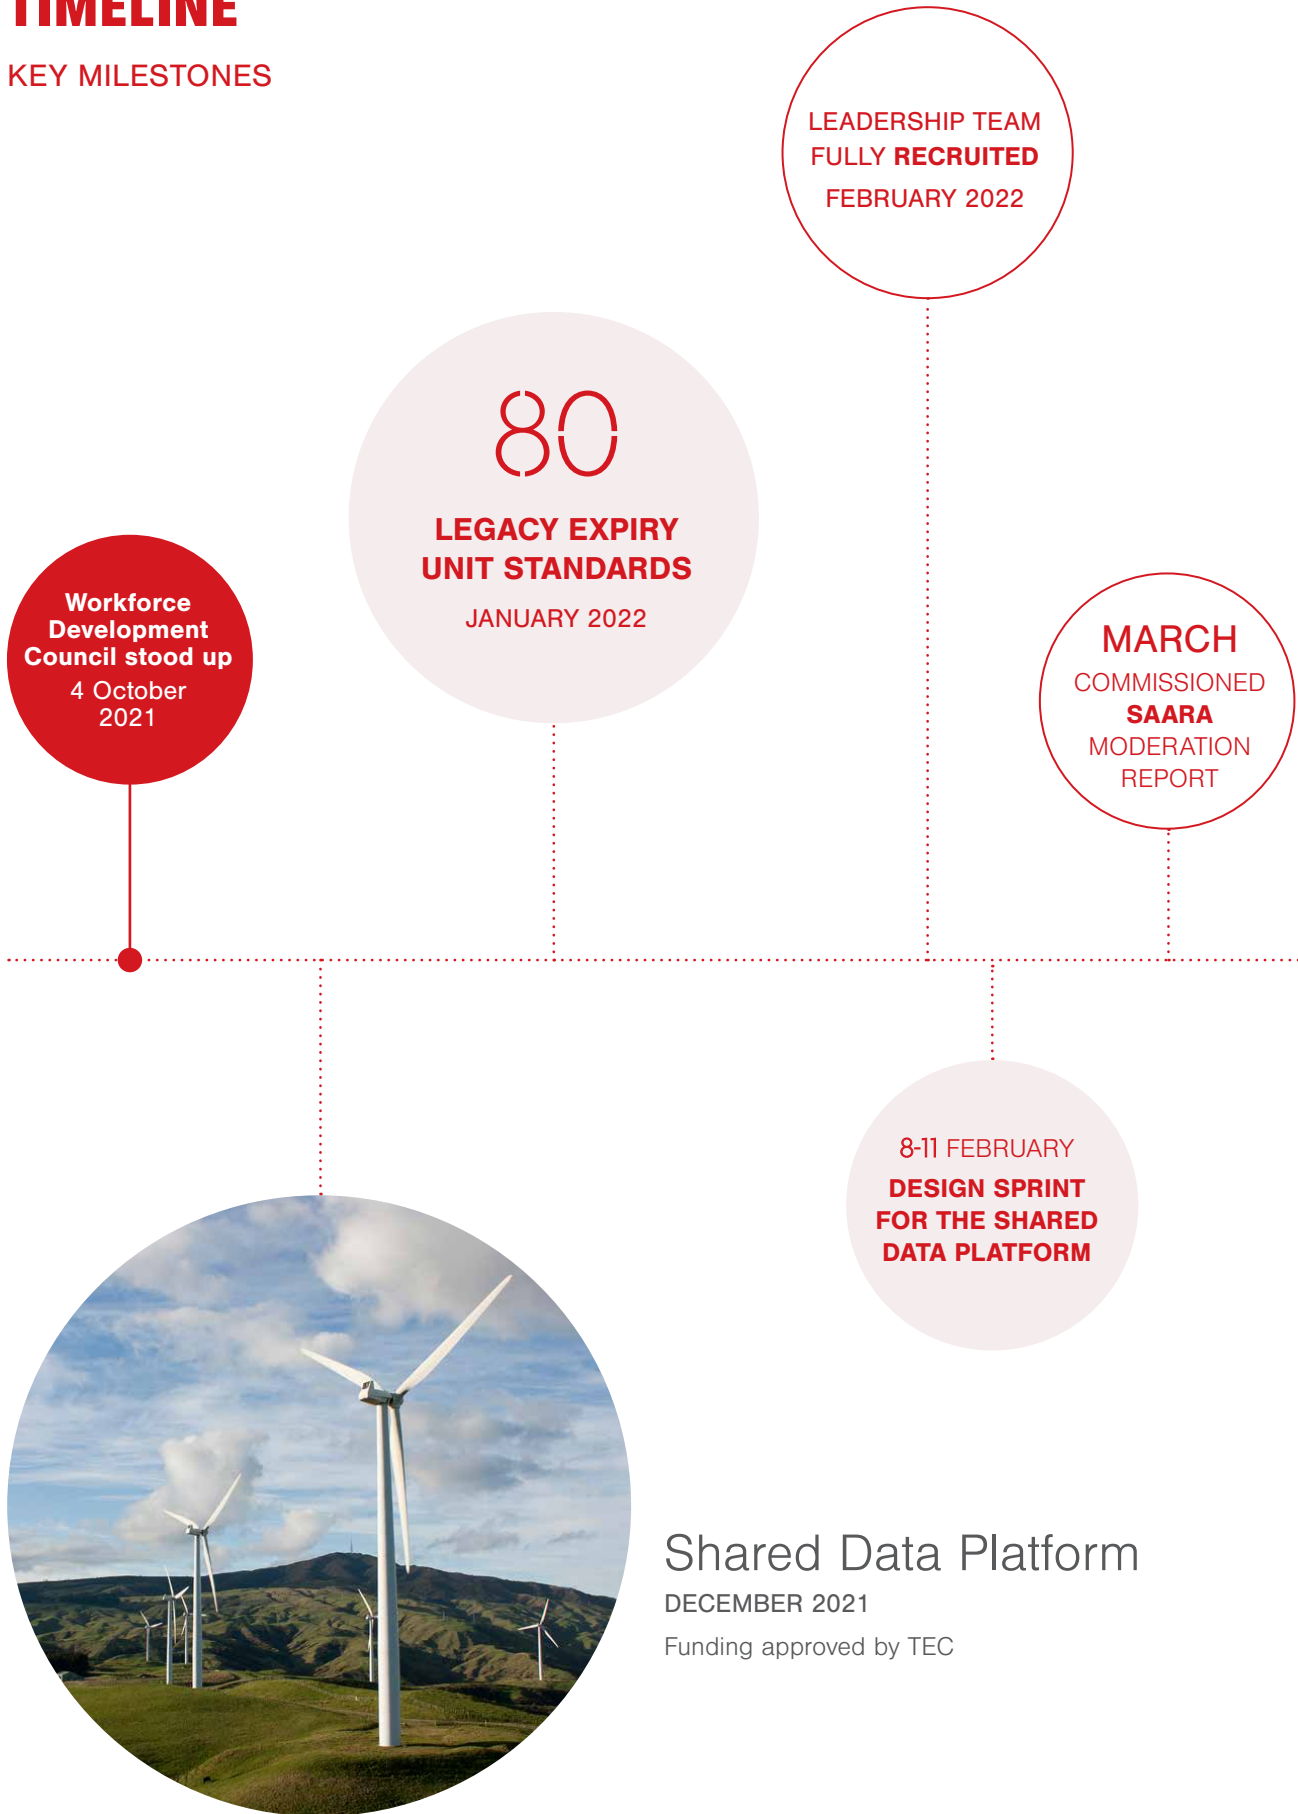 TIMELINE
KEY MILESTONES
LEADERSHIP TEAM
FULLY RECRUITED
FEBRUARY 2022
80
LEGACY EXPIRY
UNIT STANDARDS
JANUARY 2022
Workforce
Development
Council stood up
4 October
2021
MARCH
COMMISSIONED
SAARA
MODERATION
REPORT
8-11 FEBRUARY
DESIGN SPRINT
FOR THE SHARED
DATA PLATFORM
Shared Data Platform
DECEMBER 2021
Funding approved by TEC